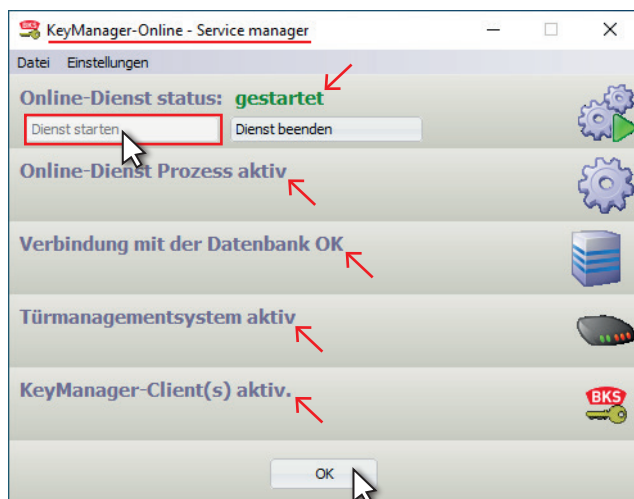 BKS KeyManager-Online - Service manager
Datei Einstellungen
Online-Dienst status: gestartet
Dienst starten Dienst beenden
Online-Dienst Prozess aktiv
Verbindung mit der Datenbank OK
Türmanagementsystem aktiv
KeyManager-Client(s) aktiv.
BKS
OK